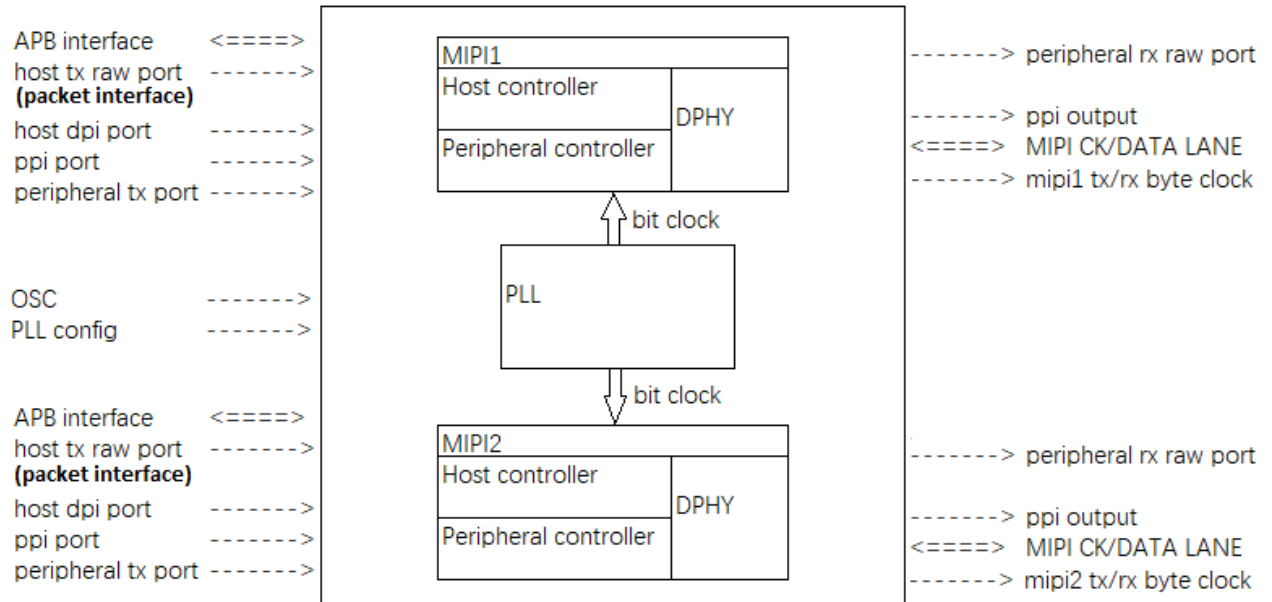 APB interface <====>
host tx raw port ------->
(packet interface)
host dpi port ------->
ppi port ------->
peripheral tx port ------->
OSC ------->
PLL config ------->
APB interface <====>
host tx raw port ------->
(packet interface)
host dpi port ------->
ppi port ------->
peripheral tx port ------->
MIPI1
Host controller
DPHY
Peripheral controller
bit clock
PLL
bit clock
MIPI2
Host controller
DPHY
Peripheral controller
-------> peripheral rx raw port
-------> ppi output
<====> MIPI CK/DATA LANE
-------> mipi1 tx/rx byte clock
-------> peripheral rx raw port
-------> ppi output
<====> MIPI CK/DATA LANE
-------> mipi2 tx/rx byte clock